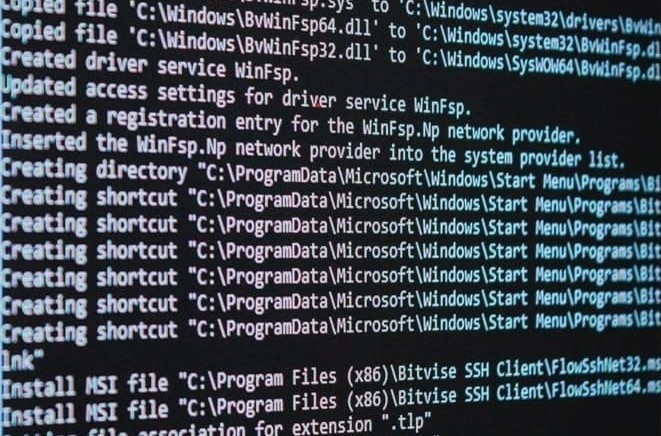 Copied file 'C:\Windows\BvWinFsp.sys' to 'C:\Windows\system32\drivers\BvWin
Copied file 'C:\Windows\BvWinFsp64.dll' to 'C:\Windows\system32\BvWinFsp.dl
Copied file 'C:\Windows\BvWinFsp32.dll' to 'C:\Windows\SysWOW64\BvWinFsp.dl
Created driver service WinFsp.
Updated access settings for driver service WinFsp.
Created a registration entry for the WinFsp.Np network provider.
Inserted the WinFsp.Np network provider into the system provider list.
Creating directory "C:\ProgramData\Microsoft\Windows\Start Menu\Programs\Bi
Creating shortcut "C:\ProgramData\Microsoft\Windows\Start Menu\Programs\Bit
Creating shortcut "C:\ProgramData\Microsoft\Windows\Start Menu\Programs\Bit
Creating shortcut "C:\ProgramData\Microsoft\Windows\Start Menu\Programs\Bit
Creating shortcut "C:\ProgramData\Microsoft\Windows\Start Menu\Programs\Bit
Creating shortcut "C:\ProgramData\Microsoft\Windows\Start Menu\Programs\Bit
Creating shortcut "C:\ProgramData\Microsoft\Windows\Start Menu\Programs\Bit
lnk"
Install MSI file "C:\Program Files (x86)\Bitvise SSH Client\FlowSshNet32.ms
Install MSI file "C:\Program Files (x86)\Bitvise SSH Client\FlowSshNet64.ms
file association for extension ".tlp"